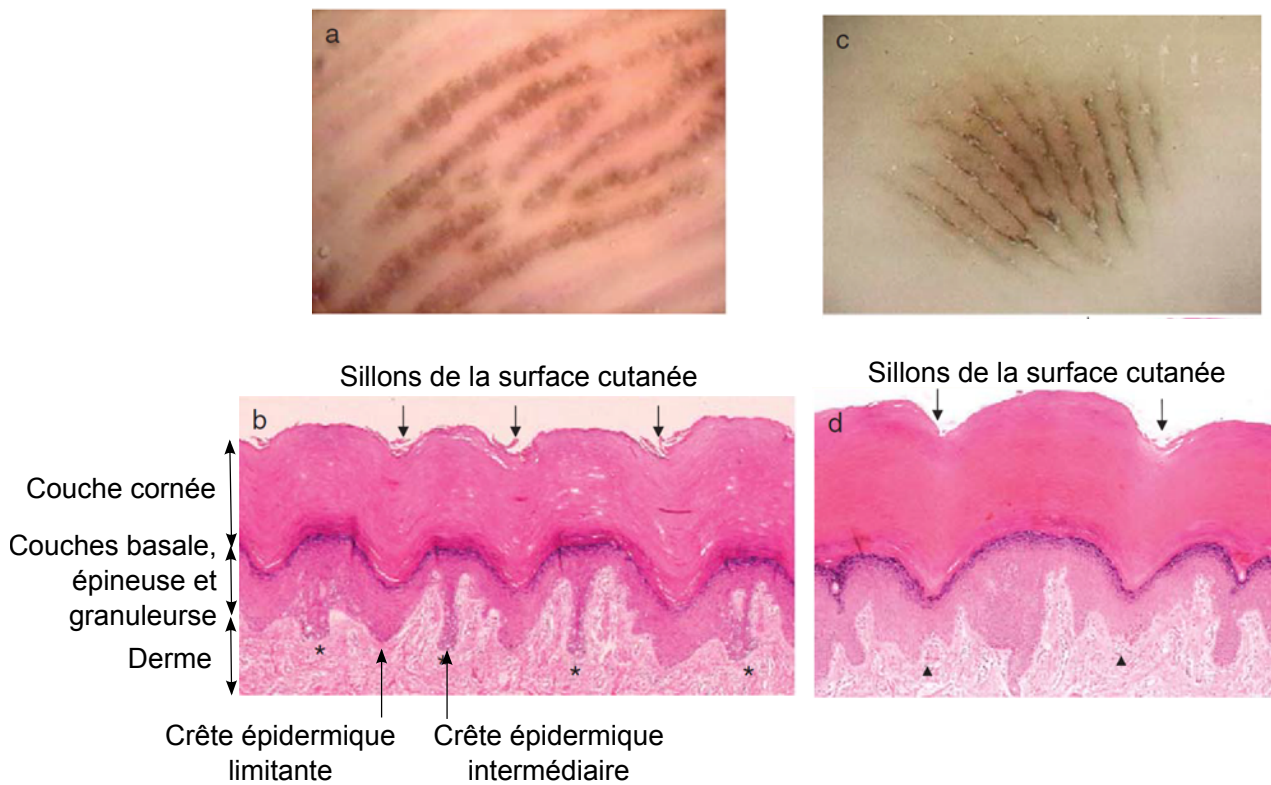 a
c
Sillons de la surface cutanée
Sillons de la surface cutanée
b
d
Couche cornée
Couches basale,
épineuse et
granuleurse
Derme
* * * *
Crête épidermique
limitante
Crête épidermique
intermédiaire